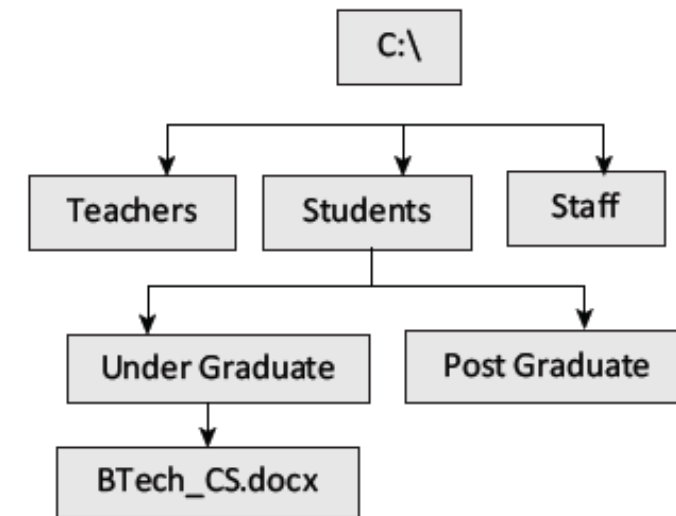 C:\
Teachers
Students
Staff
Under Graduate
Post Graduate
BTech_CS.docx